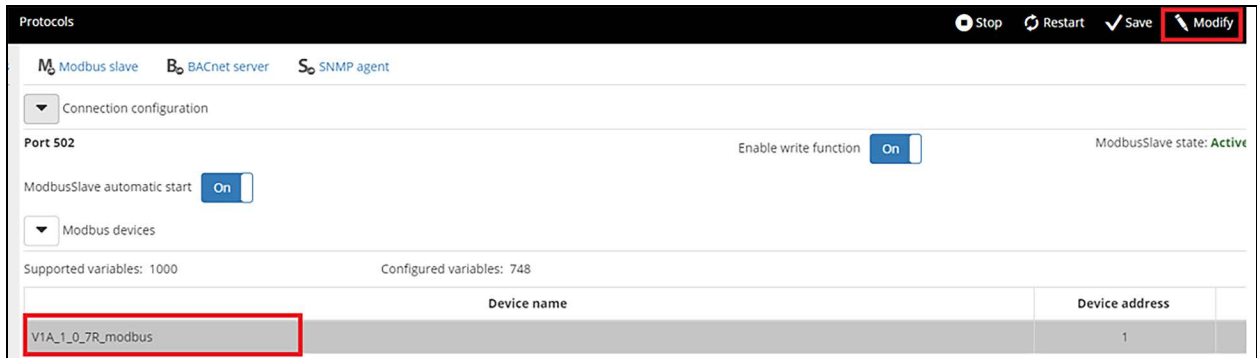 Protocols Stop Restart Save Modify
Modbus slave BACnet server SNMP agent
Connection configuration
Port 502 Enable write function On ModbusSlave state: Active
ModbusSlave automatic start On
Modbus devices
Supported variables: 1000 Configured variables: 748
Device name Device address
V1A_1_0_7R_modbus 1